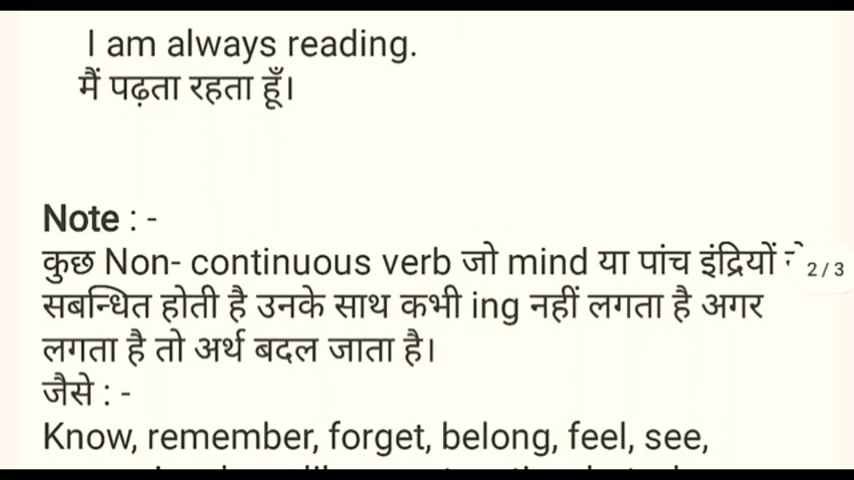 I am always reading.
मैं पढ़ता रहता हूँ।
Note : -
कुछ Non- continuous verb जो mind या पांच इंद्रियों
2 / 3
सबन्धित होती है उनके साथ कभी ing नहीं लगता है अगर
लगता है तो अर्थ बदल जाता है।
जैसे : -
Know, remember, forget, belong, feel, see,